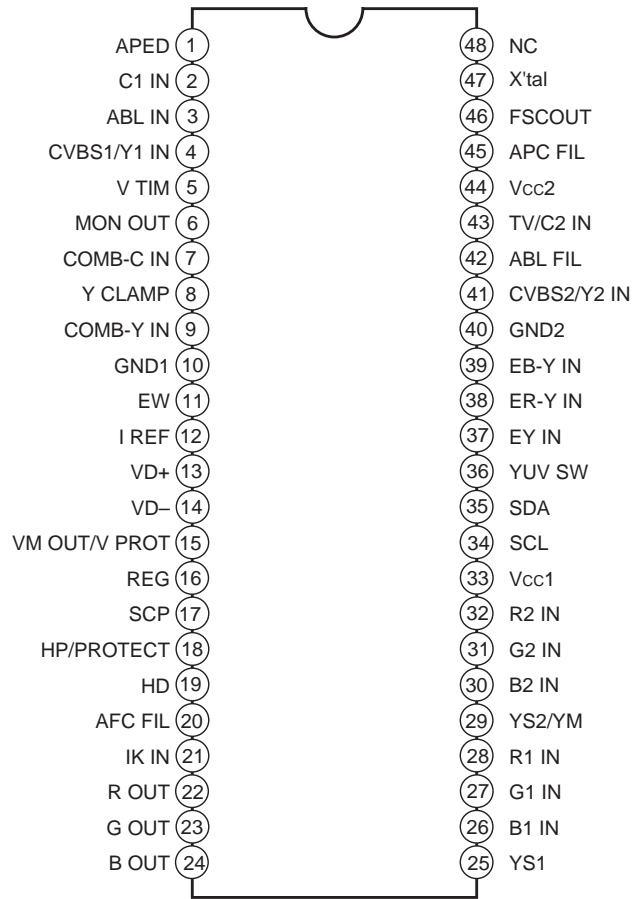 APED 1 48 NC
C1 IN 2 47 X'tal
ABL IN 3 46 FSCOUT
CVBS1/Y1 IN 4 45 APC FIL
V TIM 5 44 Vcc2
MON OUT 6 43 TV/C2 IN
COMB-C IN 7 42 ABL FIL
Y CLAMP 8 41 CVBS2/Y2 IN
COMB-Y IN 9 40 GND2
GND1 10 39 EB-Y IN
EW 11 38 ER-Y IN
I REF 12 37 EY IN
VD+ 13 36 YUV SW
VD– 14 35 SDA
VM OUT/V PROT 15 34 SCL
REG 16 33 Vcc1
SCP 17 32 R2 IN
HP/PROTECT 18 31 G2 IN
HD 19 30 B2 IN
AFC FIL 20 29 YS2/YM
IK IN 21 28 R1 IN
R OUT 22 27 G1 IN
G OUT 23 26 B1 IN
B OUT 24 25 YS1